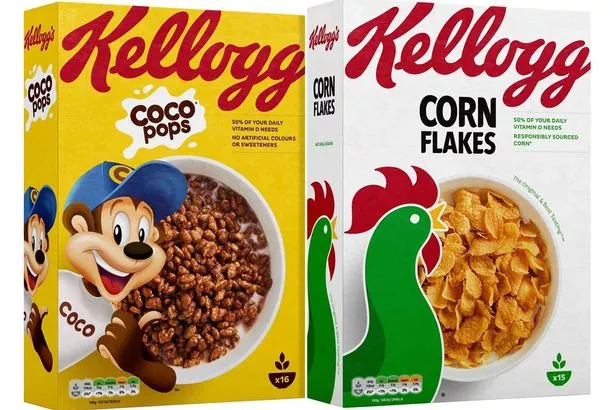 Kellogg's
COCO
POPS
Kellogg
COCO
pops
50% OF YOUR DAILY
VITAMIN D NEEDS
NO ARTIFICIAL COLOURS
OR SWEETENERS
COCO
x16
Kellogg's
CORN
FLAKES
Kellogg
CORN
FLAKES
50% OF YOUR DAILY
VITAMIN D NEEDS
RESPONSIBLY SOURCED
CORN*
The Original & Best Tasting™
x15